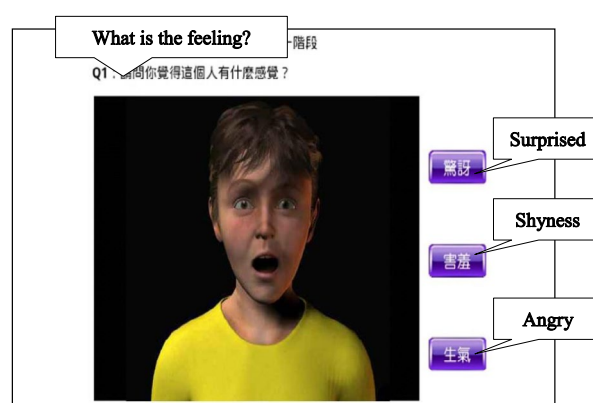 What is the feeling?
一階段
Q1：請問你覺得這個人有什麼感覺？
Surprised
驚訝
Shyness
害羞
Angry
生氣